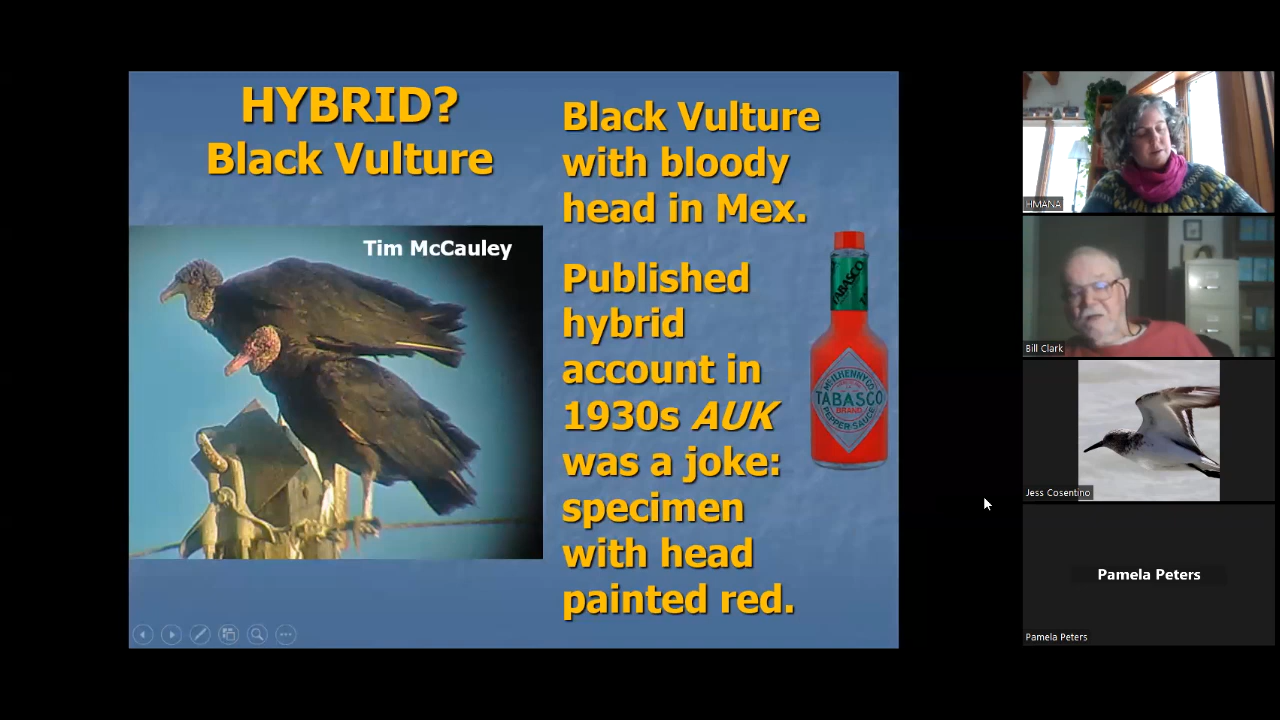 HYBRID?
Black Vulture
Tim McCauley
Black Vulture
with bloody
head in Mex.
Published
hybrid
account in
1930s AUK
was a joke:
specimen
with head
painted red.
TABASCO
McILHENNY CO.
TABASCO
BRAND
PEPPER SAUCE
HMANA
Bill Clark
Jess Cosentino
Pamela Peters
Pamela Peters